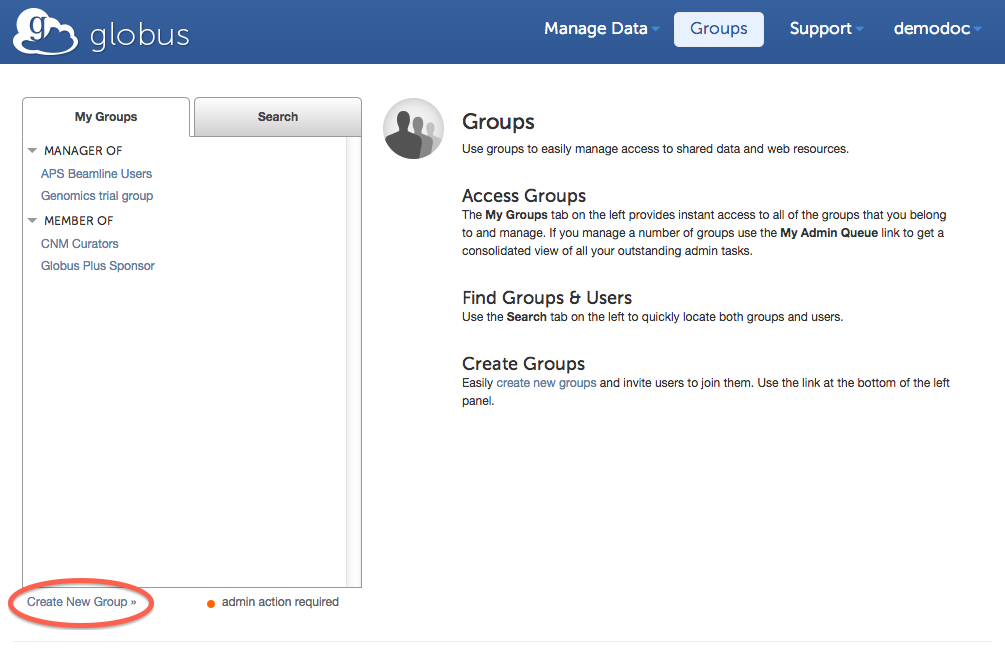 g globus
Manage Data
Groups
Support
demodoc
My Groups
Search
MANAGER OF
APS Beamline Users
Genomics trial group
MEMBER OF
CNM Curators
Globus Plus Sponsor
Create New Group »
admin action required
Groups
Use groups to easily manage access to shared data and web resources.
Access Groups
The My Groups tab on the left provides instant access to all of the groups that you belong
to and manage. If you manage a number of groups use the My Admin Queue link to get a
consolidated view of all your outstanding admin tasks.
Find Groups & Users
Use the Search tab on the left to quickly locate both groups and users.
Create Groups
Easily create new groups and invite users to join them. Use the link at the bottom of the left
panel.